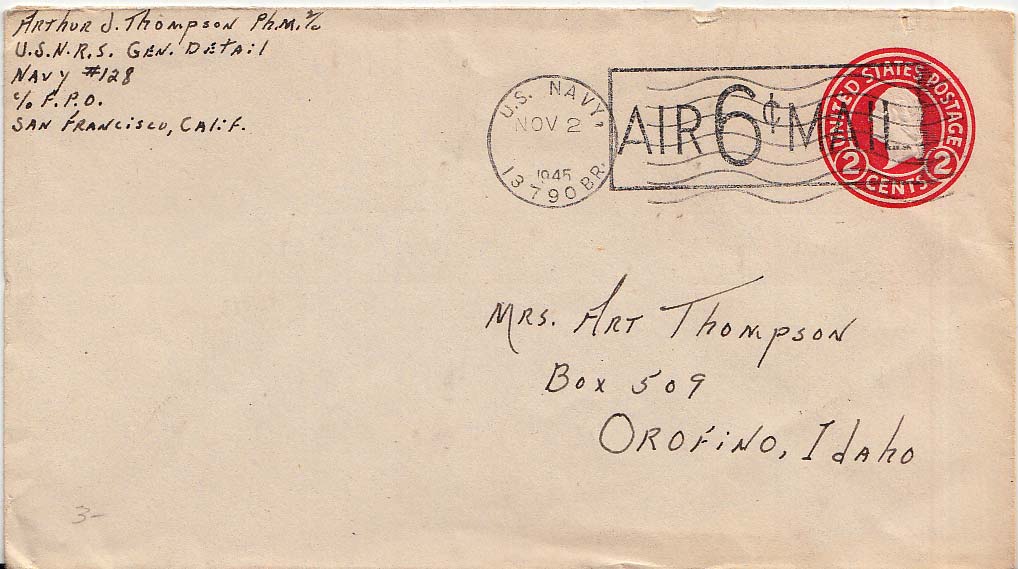 Arthur J. Thompson Ph.M. 2/c
U.S.N.R.S. Gen. Detail
Navy #128
c/o F.P.O.
San Francisco, Calif.
U.S. NAVY,
NOV 2
1945
13790 BR.
AIR 6¢ MAIL
UNITED STATES POSTAGE
2 CENTS 2
Mrs. Art Thompson
Box 509
Orofino, Idaho
3-